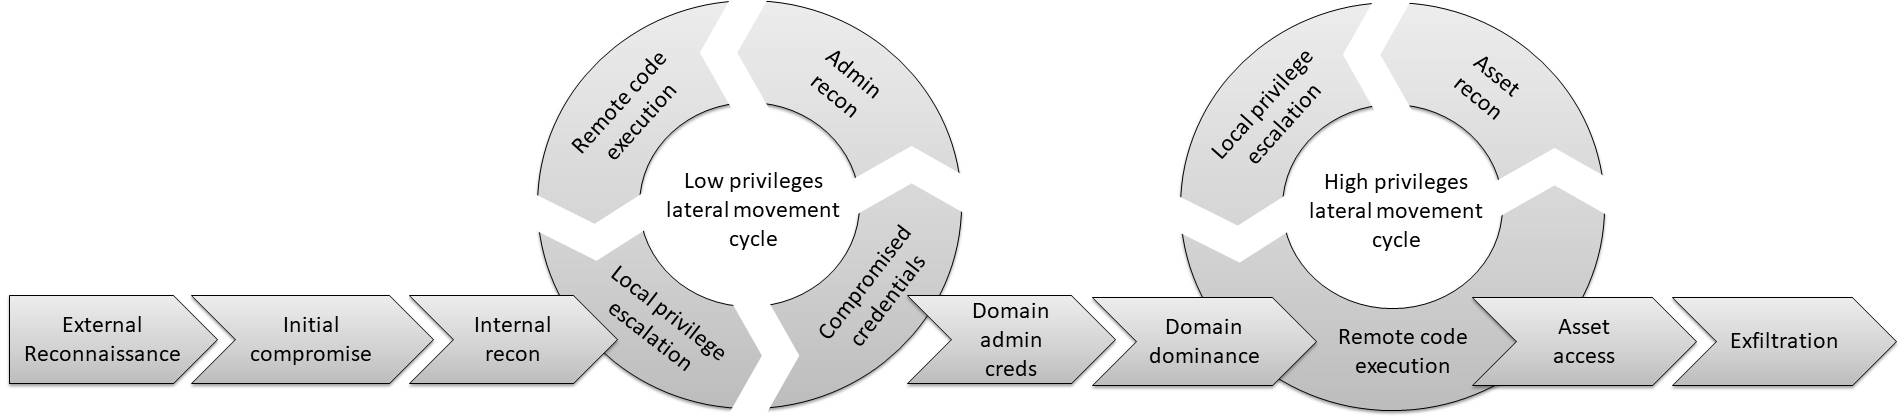 External
Reconnaissance
Initial
compromise
Internal
recon
Local privilege
escalation
Compromised
credentials
Admin
recon
Remote code
execution
Low privileges
lateral movement
cycle
Domain
admin
creds
Domain
dominance
Remote code
execution
Asset
recon
Local privilege
escalation
High privileges
lateral movement
cycle
Asset
access
Exfiltration